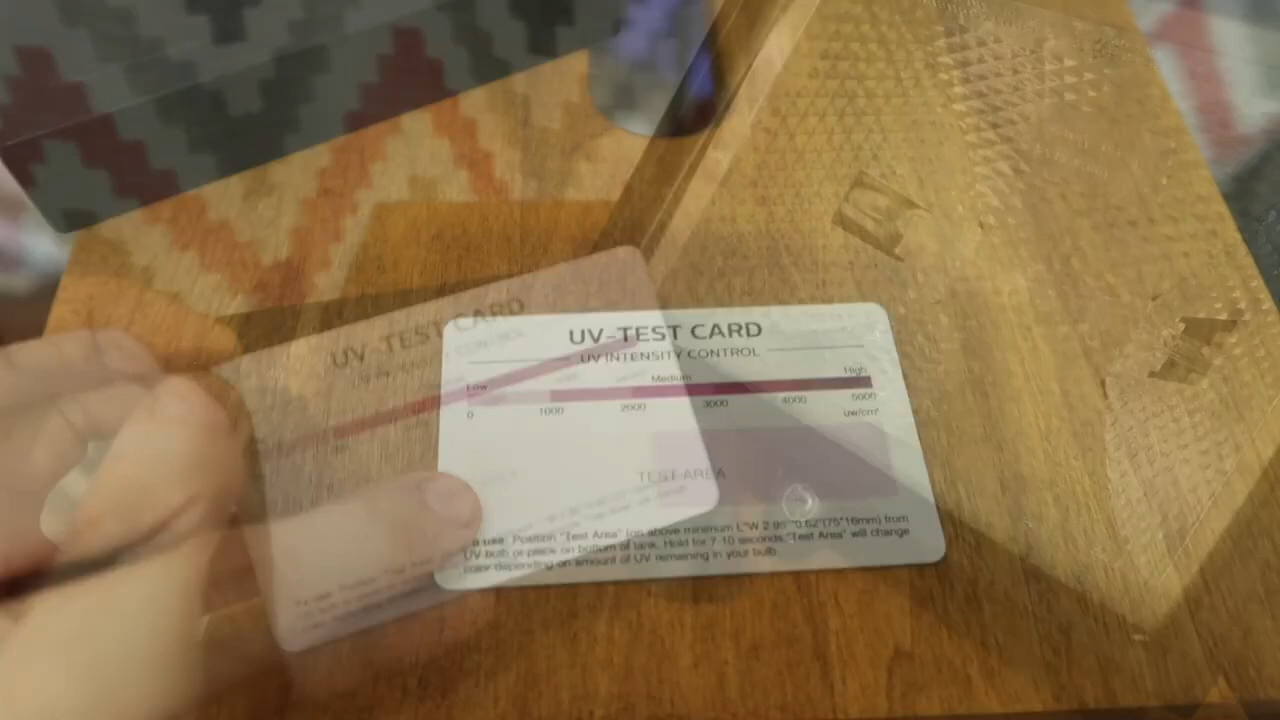 UV-TEST CARD
UV-TEST CARD
UV INTENSITY CONTROL
Low Medium High
0 1000 2000 3000 4000 5000
uw/cm²
TEST AREA
use: Position "Test Area" (on above minimum L*W 2.95"*0.62"(75*16mm) from
UV bulb or place on bottom of tank. Hold for 7-10 seconds. "Test Area" will change
color depending on amount of UV remaining in your bulb.